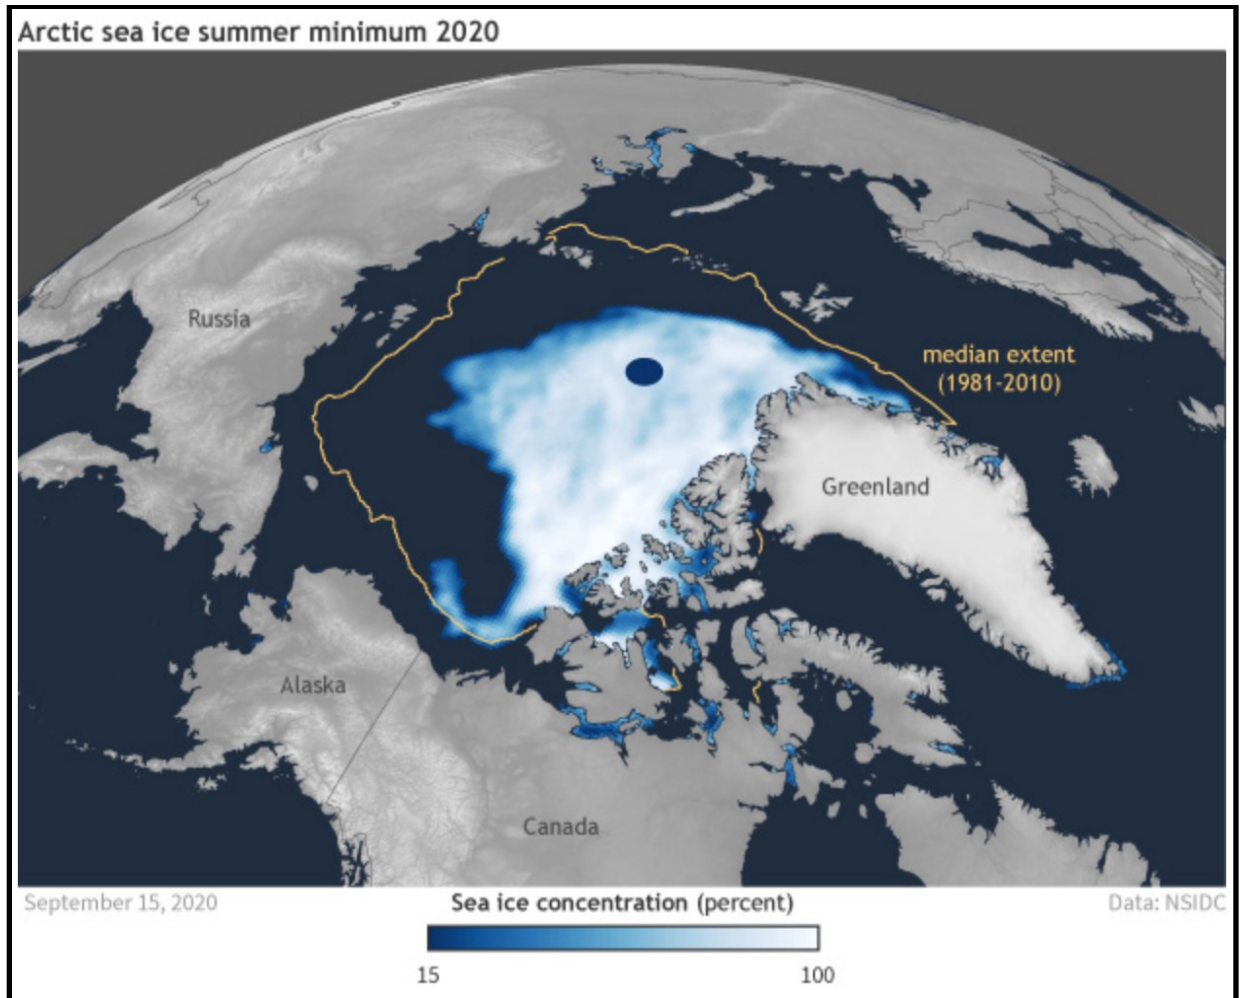 Arctic sea ice summer minimum 2020
Russia
median extent
(1981-2010)
Greenland
Alaska
Canada
September 15, 2020
Sea ice concentration (percent)
Data: NSIDC
15
100